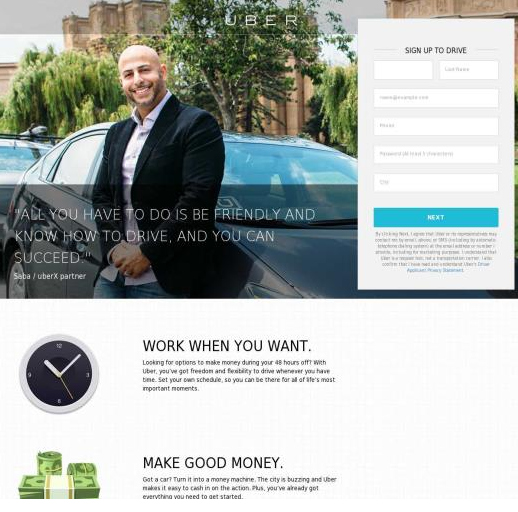 UBER
"ALL YOU HAVE TO DO IS BE FRIENDLY AND
KNOW HOW TO DRIVE, AND YOU CAN
SUCCEED."
Saba / uberX partner
SIGN UP TO DRIVE
Last Name
name@example.com
Phone
Password (at least 5 characters)
City
NEXT
By clicking Next, I agree that Uber or its representatives may
contact me by email, phone, or SMS (including by automatic
telephone dialing system) at the email address or number I
provide, including for marketing purposes. I understand that
Uber is a request tool, not a transportation carrier. I also
confirm that I have read and understand Uber's Driver
Applicant Privacy Statement.
12
3
6
9
WORK WHEN YOU WANT.
Looking for options to make money during your 48 hours off? With
Uber, you've got freedom and flexibility to drive whenever you have
time. Set your own schedule, so you can be there for all of life's most
important moments.
MAKE GOOD MONEY.
Got a car? Turn it into a money machine. The city is buzzing and Uber
makes it easy to cash in on the action. Plus, you've already got
everything you need to get started.